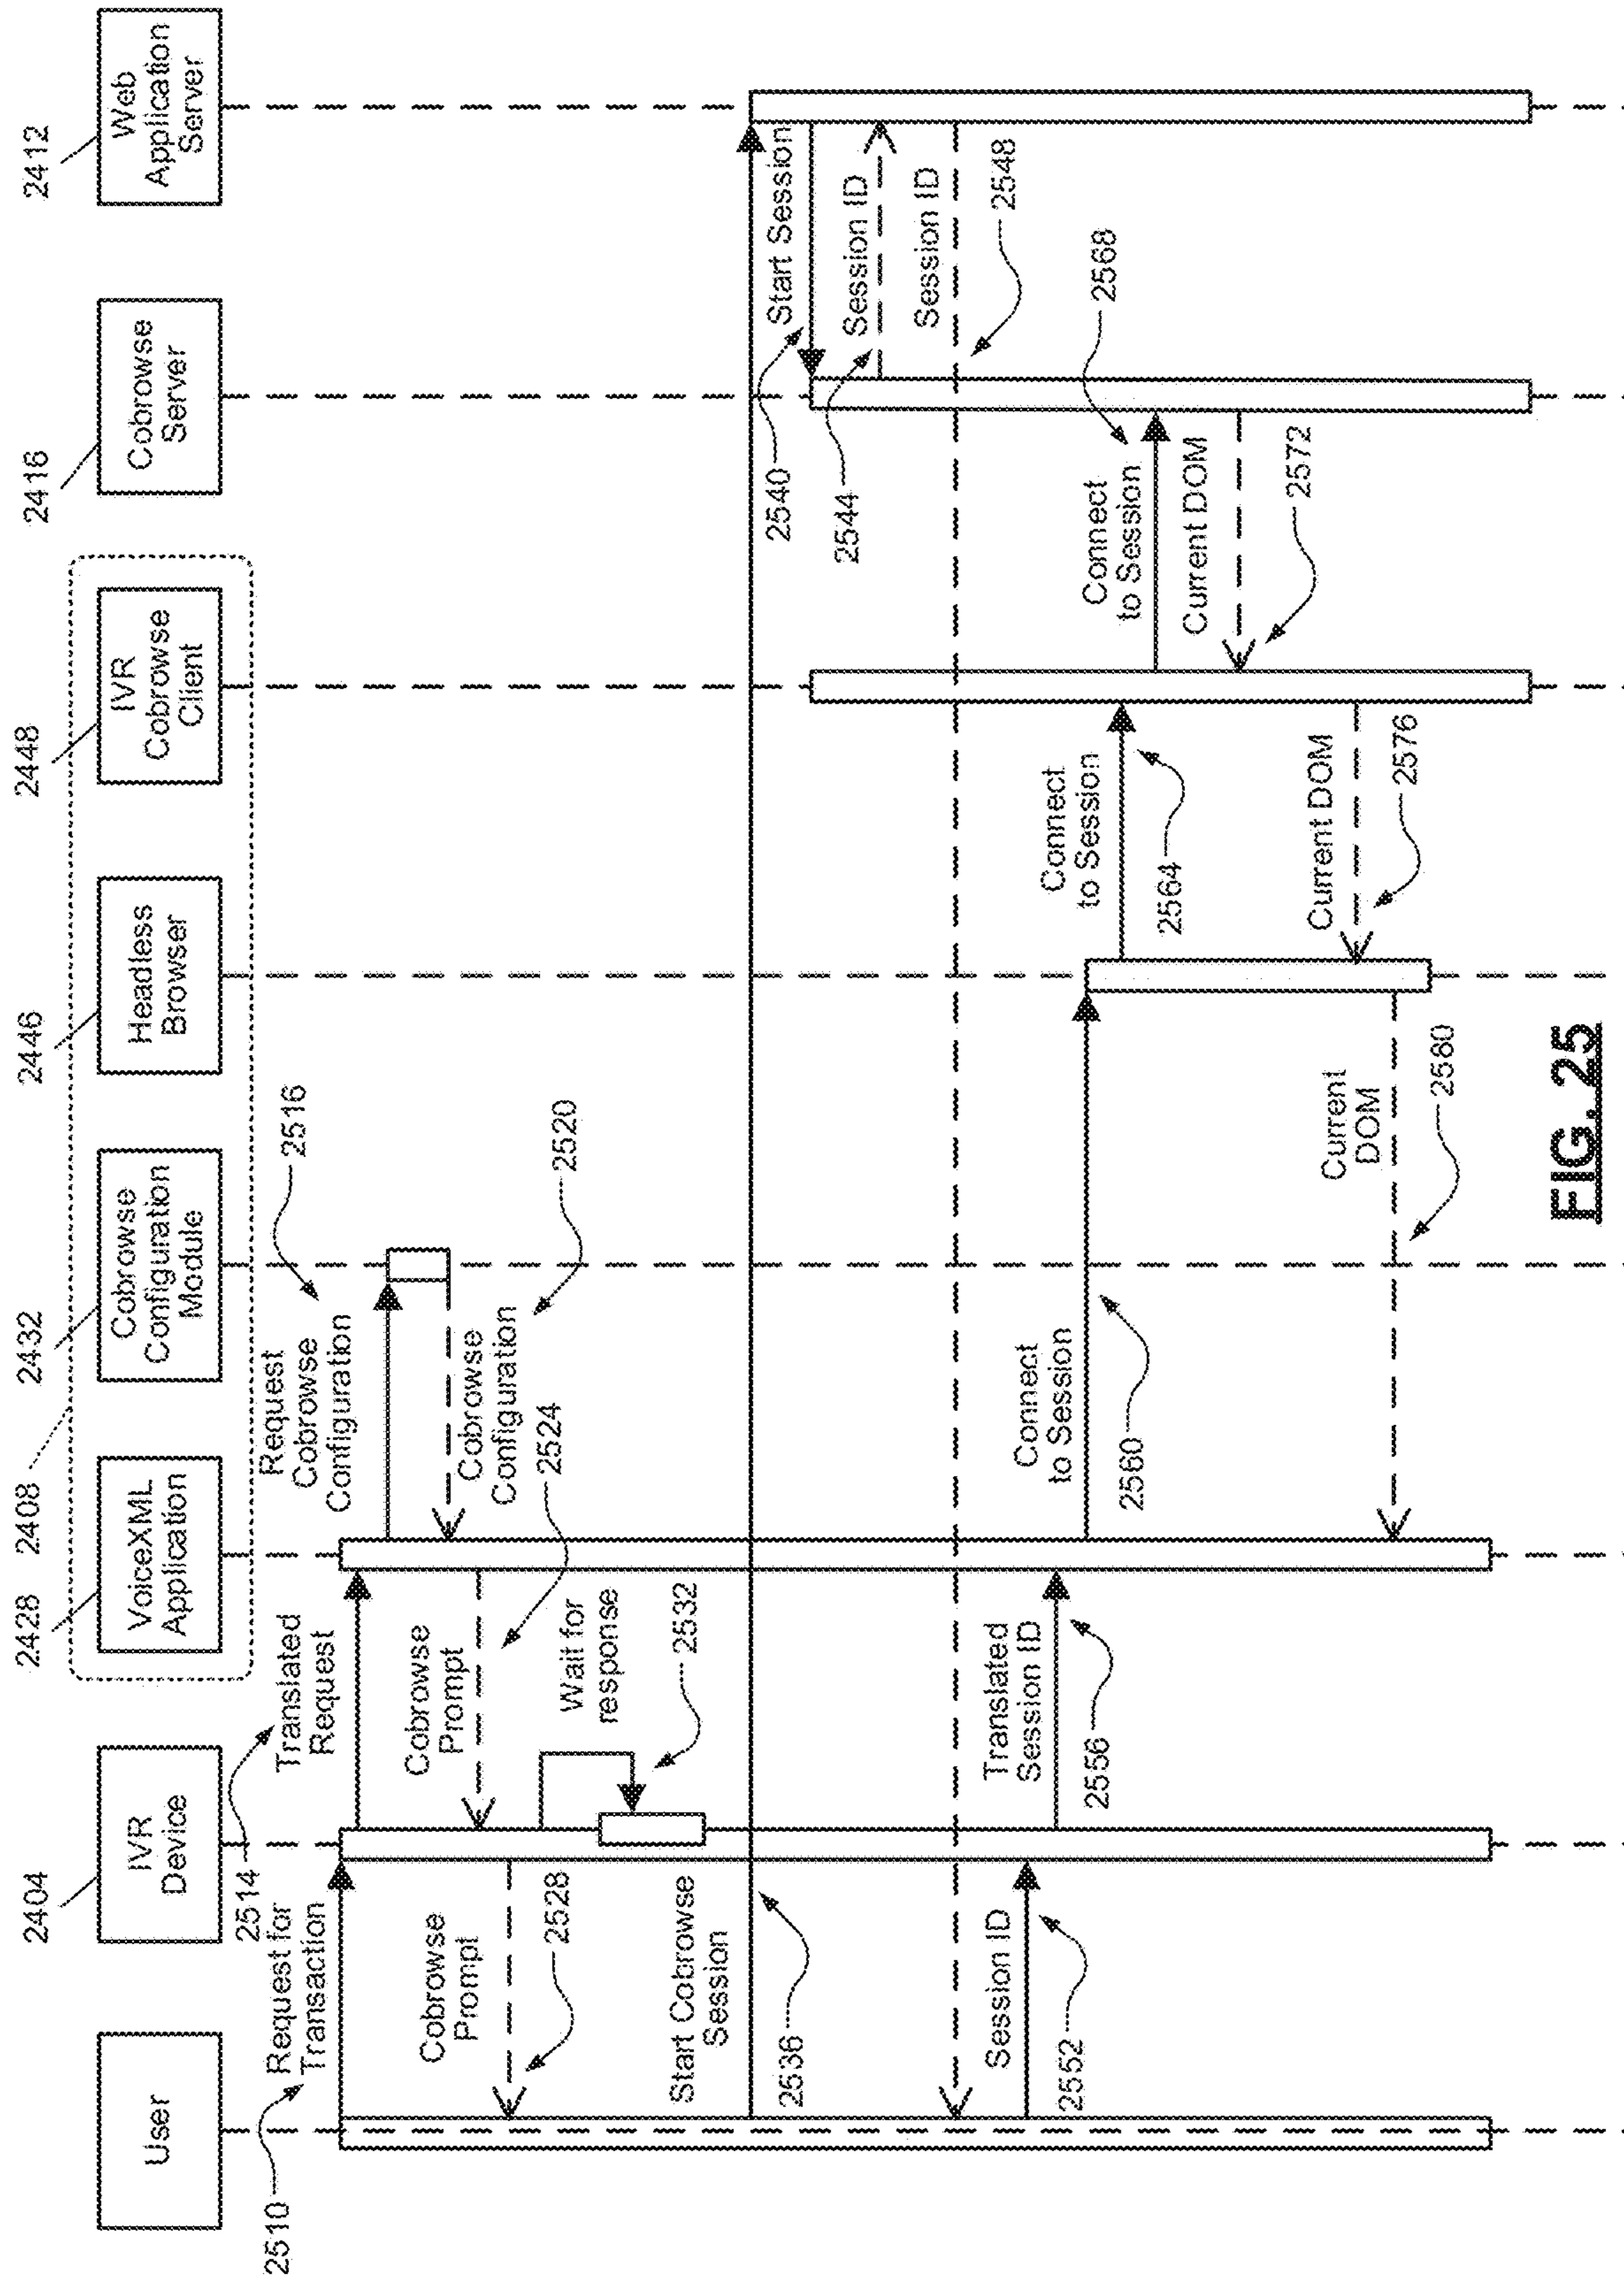 User
2404
IVR
Device
2428
VoiceXML
Application
2408
2432
Cobrowse
Configuration
Module
2446
Headless
Browser
2448
IVR
Cobrowse
Client
2416
Cobrowse
Server
2412
Web
Application
Server
2510
Request for
Transaction
2514
Translated
Request
Request
Cobrowse
Configuration
2516
Cobrowse
Configuration
2520
Cobrowse
Prompt
2524
Cobrowse
Prompt
2528
Wait for
response
2532
Start Cobrowse
Session
2536
Start Session
2540
Session ID
2544
Session ID
2548
Session ID
2552
Translated
Session ID
2556
Connect
to Session
2560
Connect
to Session
2564
Connect
to Session
2568
Current DOM
2572
Current DOM
2576
Current
DOM
2580
FIG. 25